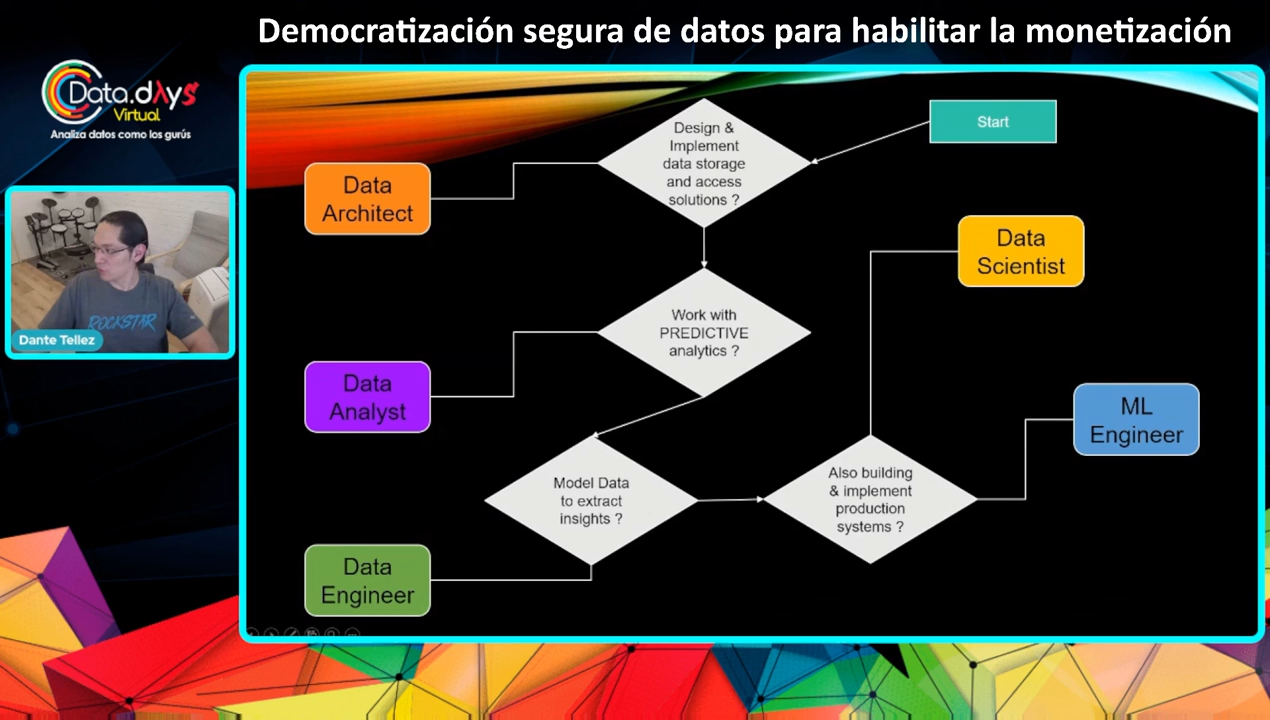 Democratización segura de datos para habilitar la monetización
Data.dλys
Virtual
Analiza datos como los gurús
ROCKSTAR
Dante Tellez
Start
Design &
Implement
data storage
and access
solutions ?
Data
Architect
Data
Scientist
Work with
PREDICTIVE
analytics ?
Data
Analyst
ML
Engineer
Model Data
to extract
insights ?
Also building
& implement
production
systems ?
Data
Engineer